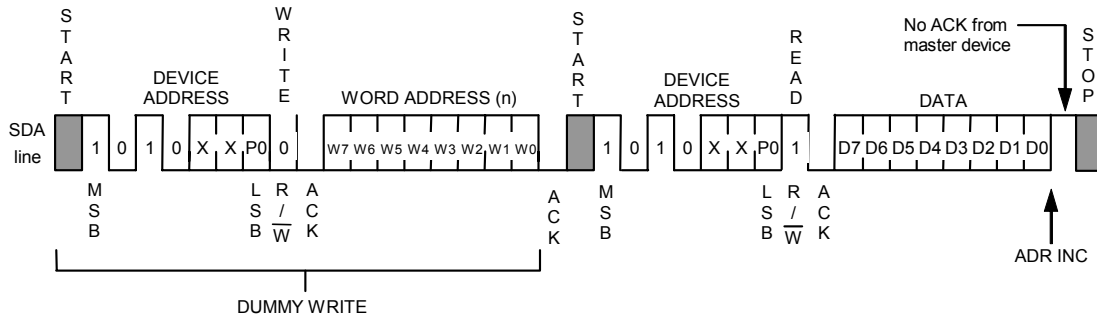 START
WRITE
START
READ
No ACK from
master device
STOP
DEVICE
ADDRESS
WORD ADDRESS (n)
DEVICE
ADDRESS
DATA
SDA
line
1 0 1 0 X X P0 0 W7 W6 W5 W4 W3 W2 W1 W0 1 0 1 0 X X P0 1 D7 D6 D5 D4 D3 D2 D1 D0
MSB
LSB
R/W
ACK
ACK
MSB
LSB
R/W
ACK
ADR INC
DUMMY WRITE